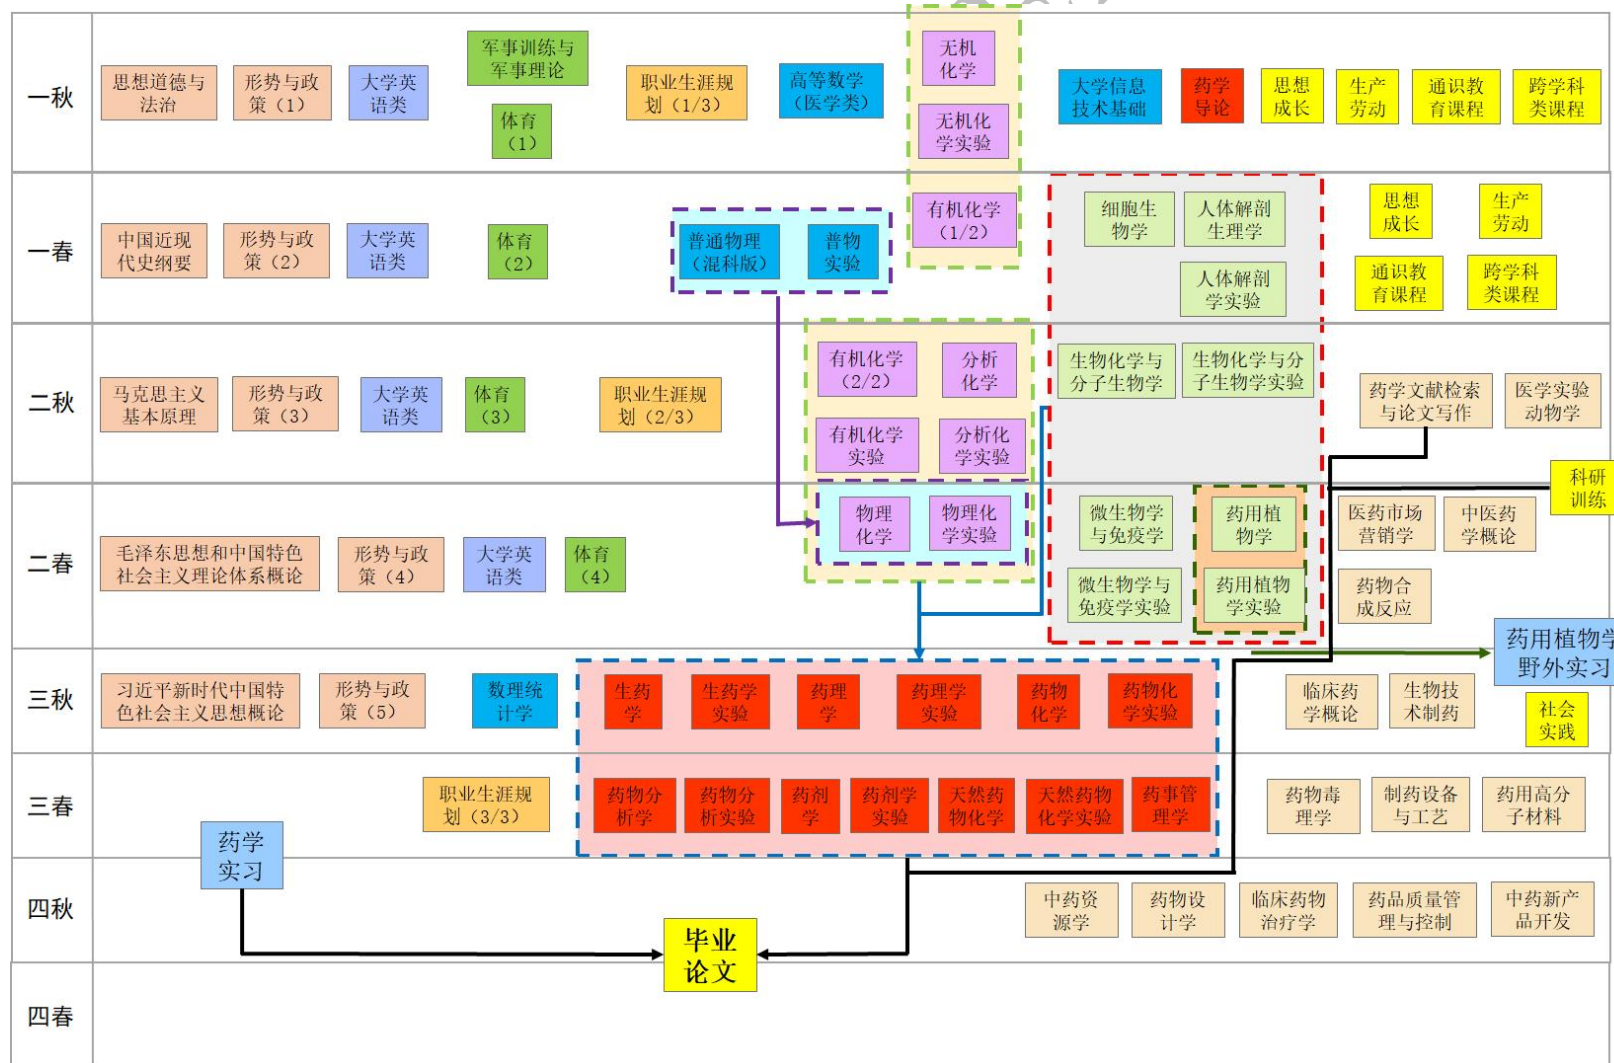 一秋
思想道德与
法治
形势与政
策（1）
大学英
语类
军事训练与
军事理论
体育
（1）
职业生涯规
划（1/3）
高等数学
（医学类）
无机
化学
无机化
学实验
大学信息
技术基础
药学
导论
思想
成长
生产
劳动
通识教
育课程
跨学科
类课程
一春
中国近现
代史纲要
形势与政
策（2）
大学英
语类
体育
（2）
普通物理
（混科版）
普物
实验
有机化学
（1/2）
细胞生
物学
人体解剖
生理学
人体解剖
学实验
思想
成长
生产
劳动
通识教
育课程
跨学科
类课程
二秋
马克思主义
基本原理
形势与政
策（3）
大学英
语类
体育
（3）
职业生涯规
划（2/3）
有机化学
（2/2）
分析
化学
有机化学
实验
分析化
学实验
生物化学与
分子生物学
生物化学与分
子生物学实验
药学文献检索
与论文写作
医学实验
动物学
科研
训练
二春
毛泽东思想和中国特色
社会主义理论体系概论
形势与政
策（4）
大学英
语类
体育
（4）
物理
化学
物理化
学实验
微生物学
与免疫学
药用植
物学
微生物学与
免疫学实验
药用植物
学实验
医药市场
营销学
中医药
学概论
药物合
成反应
药用植物学
野外实习
三秋
习近平新时代中国特
色社会主义思想概论
形势与政
策（5）
数理统
计学
生药
学
生药学
实验
药理
学
药理学
实验
药物
化学
药物化
学实验
临床药
学概论
生物技
术制药
社会
实践
三春
职业生涯规
划（3/3）
药物分
析学
药物分
析实验
药剂
学
药剂学
实验
天然药
物化学
天然药物
化学实验
药事管
理学
药物毒
理学
制药设备
与工艺
药用高分
子材料
药学
实习
四秋
毕业
论文
中药资
源学
药物设
计学
临床药物
治疗学
药品质量管
理与控制
中药新产
品开发
四春